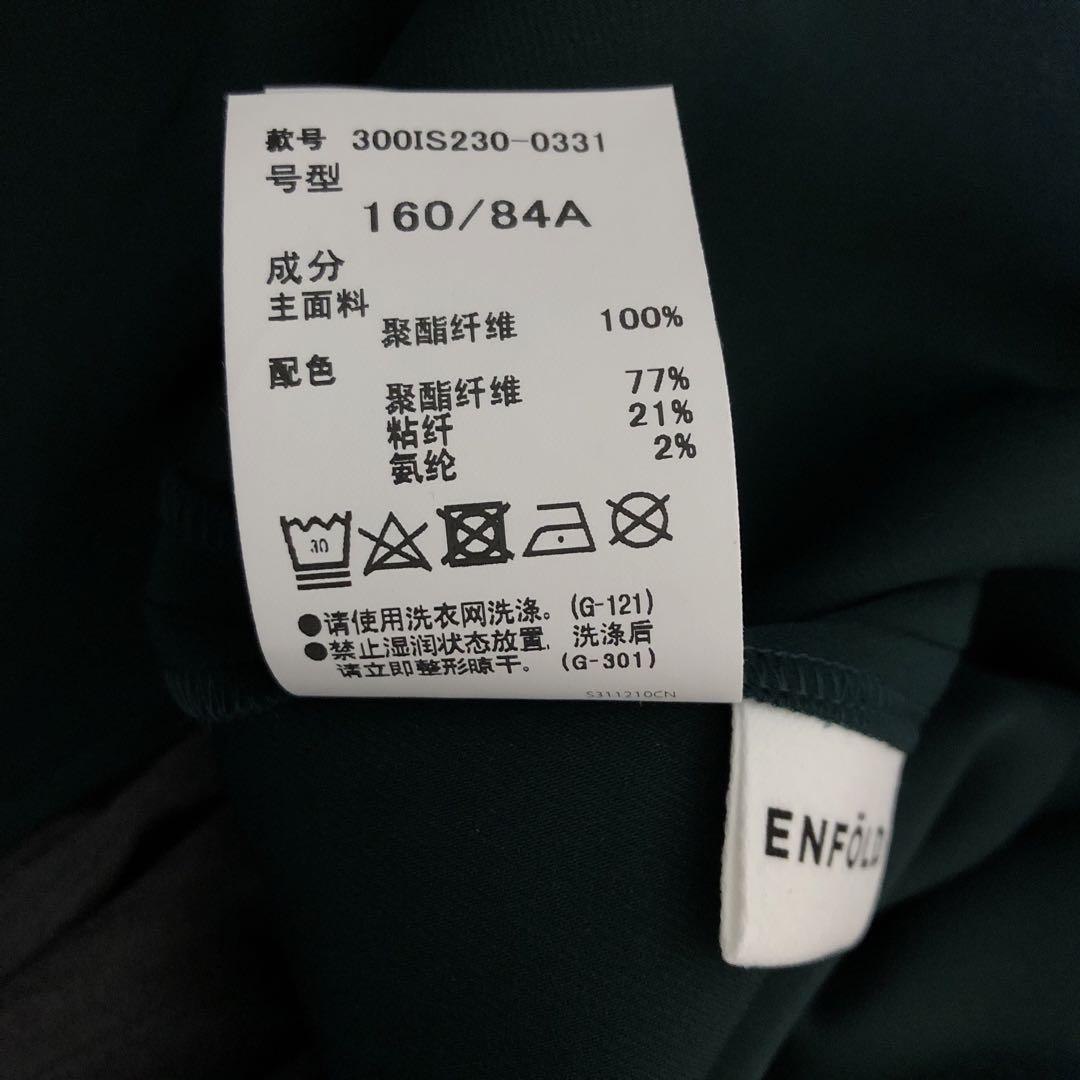 款号 300IS230-0331
号型
160/84A
成分
主面料
聚酯纤维 100%
配色
聚酯纤维 77%
粘纤 21%
氨纶 2%
30
●请使用洗衣网洗涤。(G-121)
●禁止湿润状态放置, 洗涤后
请立即整形晾干。(G-301)
S311210CN
ENFÖLD